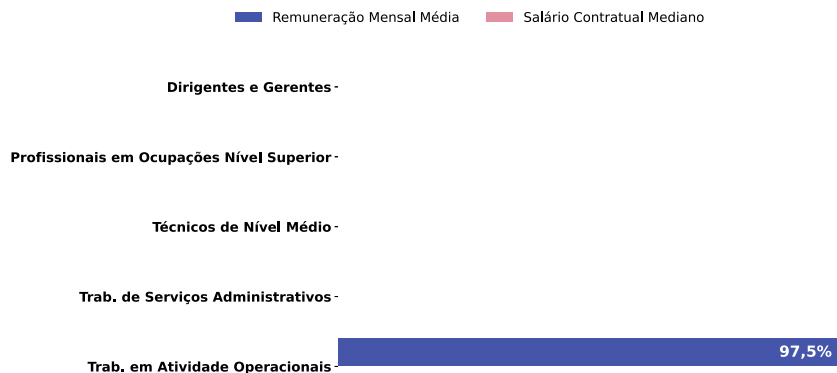 Remuneração Mensal Média Salário Contratual Mediano
Dirigentes e Gerentes
Profissionais em Ocupações Nível Superior
Técnicos de Nível Médio
Trab. de Serviços Administrativos
97,5%
Trab. em Atividade Operacionais